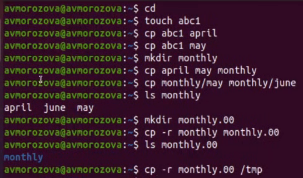 avmorozova@avmorozova:~$ cd
avmorozova@avmorozova:~$ touch abc1
avmorozova@avmorozova:~$ cp abc1 april
avmorozova@avmorozova:~$ cp abc1 may
avmorozova@avmorozova:~$ mkdir monthly
avmorozova@avmorozova:~$ cp april may monthly
avmorozova@avmorozova:~$ cp monthly/may monthly/june
avmorozova@avmorozova:~$ ls monthly
april june may
avmorozova@avmorozova:~$ mkdir monthly.00
avmorozova@avmorozova:~$ cp -r monthly monthly.00
avmorozova@avmorozova:~$ ls monthly.00
monthly
avmorozova@avmorozova:~$ cp -r monthly.00 /tmp